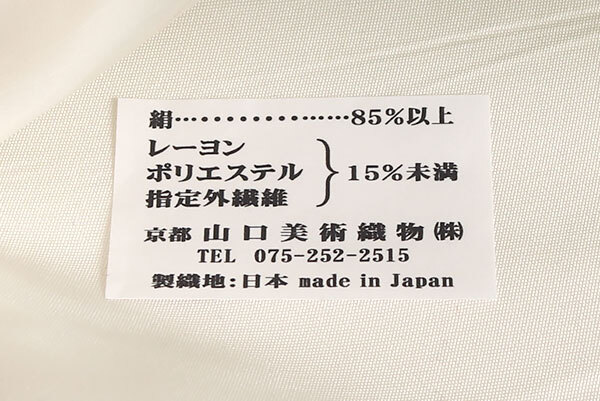 絹‥‥‥‥‥‥‥‥‥85%以上
レーヨン
ポリエステル } 15%未満
指定外繊維
京都 山口美術織物㈱
TEL 075-252-2515
製織地:日本 made in Japan